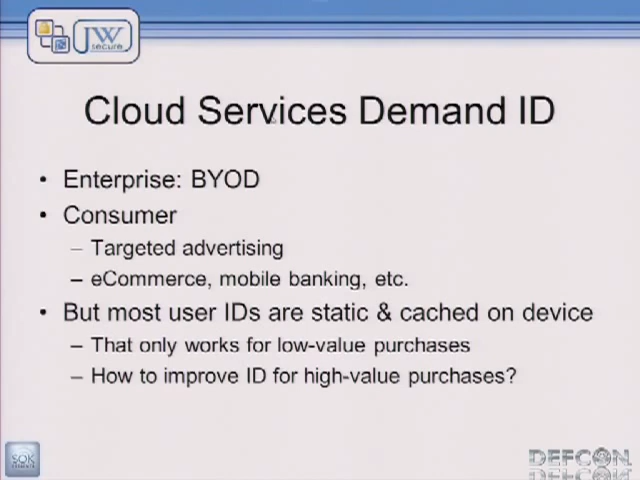 JW
secure
Cloud Services Demand ID
• Enterprise: BYOD
• Consumer
– Targeted advertising
– eCommerce, mobile banking, etc.
• But most user IDs are static & cached on device
– That only works for low-value purchases
– How to improve ID for high-value purchases?
SOK
DEFCON